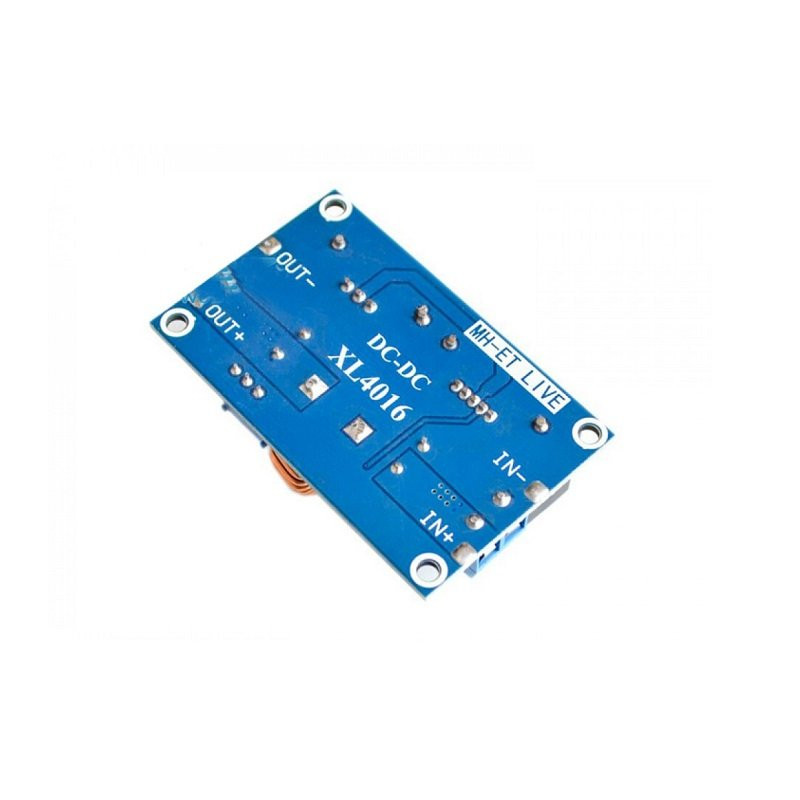 OUT-
OUT+
DC-DC
XL4016
MH-ET LIVE
IN-
IN+